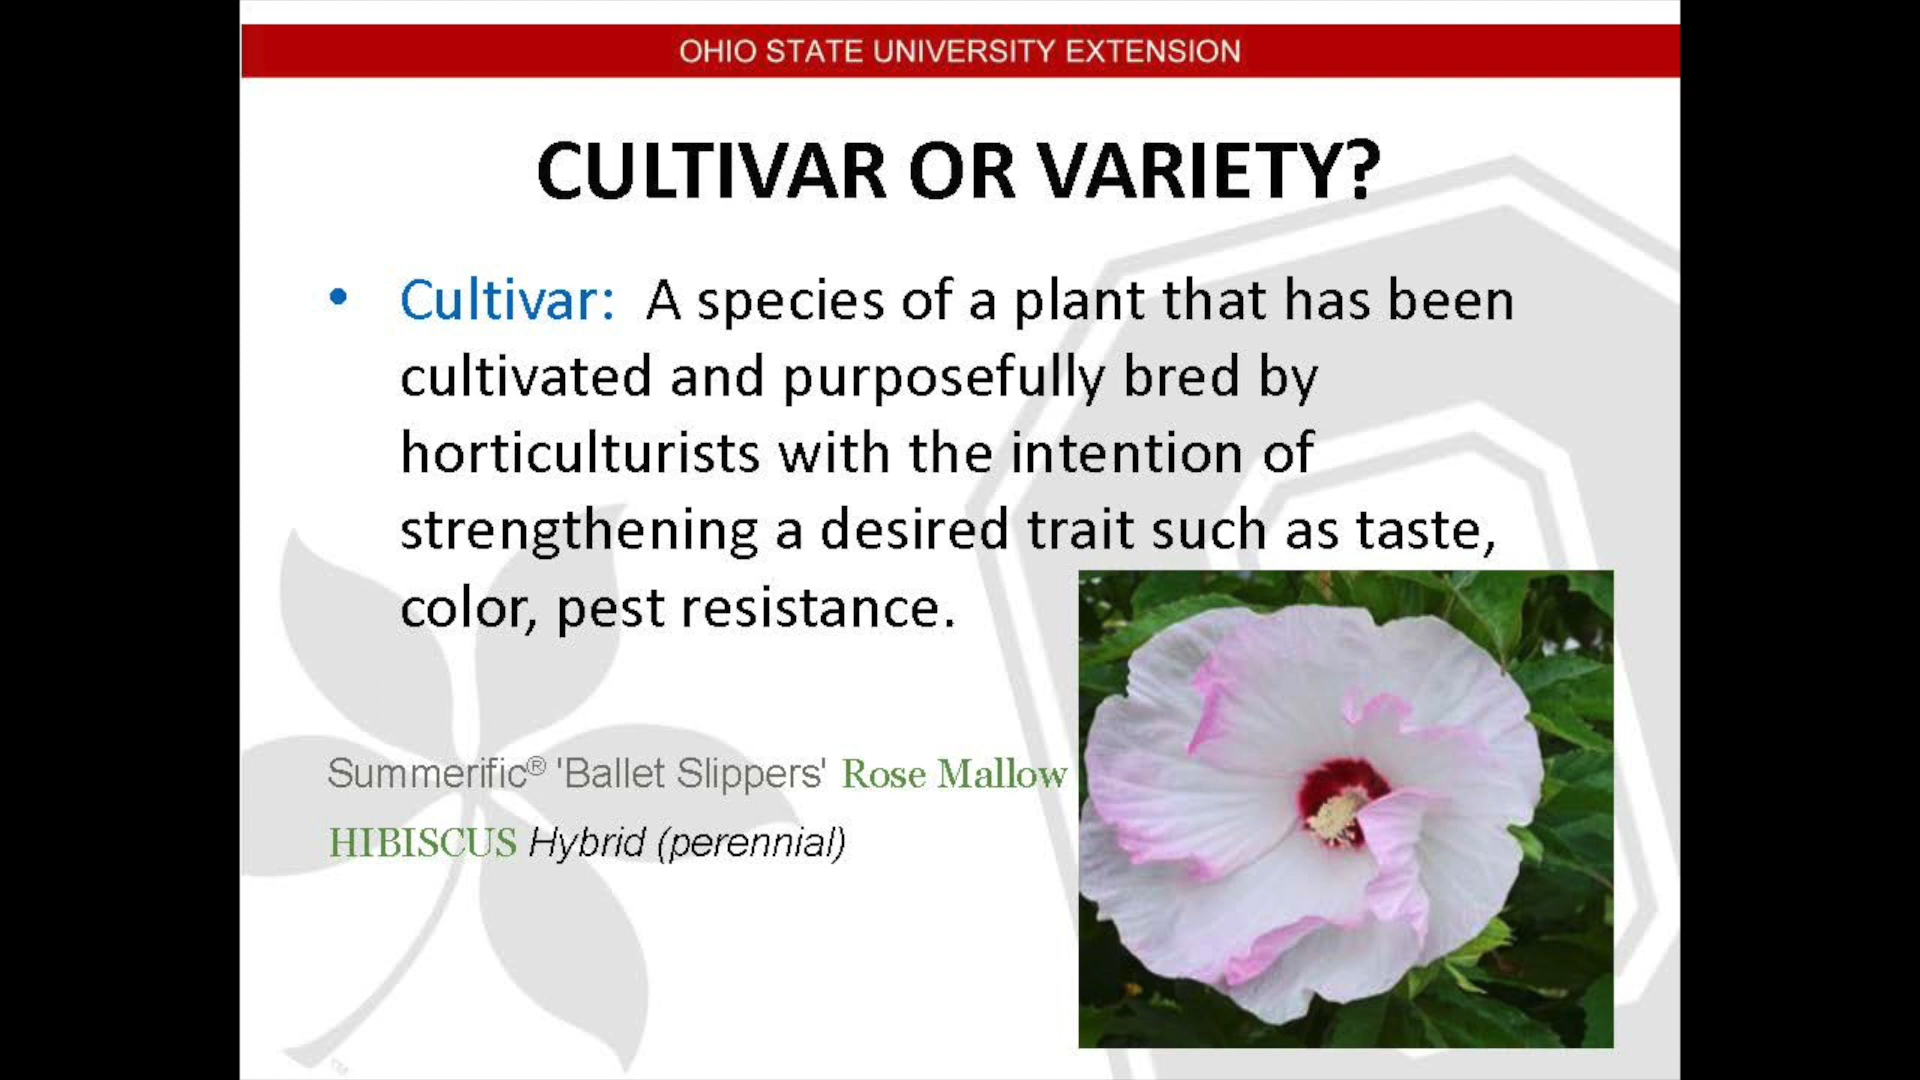 OHIO STATE UNIVERSITY EXTENSION
CULTIVAR OR VARIETY?
• Cultivar: A species of a plant that has been
cultivated and purposefully bred by
horticulturists with the intention of
strengthening a desired trait such as taste,
color, pest resistance.
Summerific® 'Ballet Slippers' Rose Mallow
HIBISCUS Hybrid (perennial)
TM